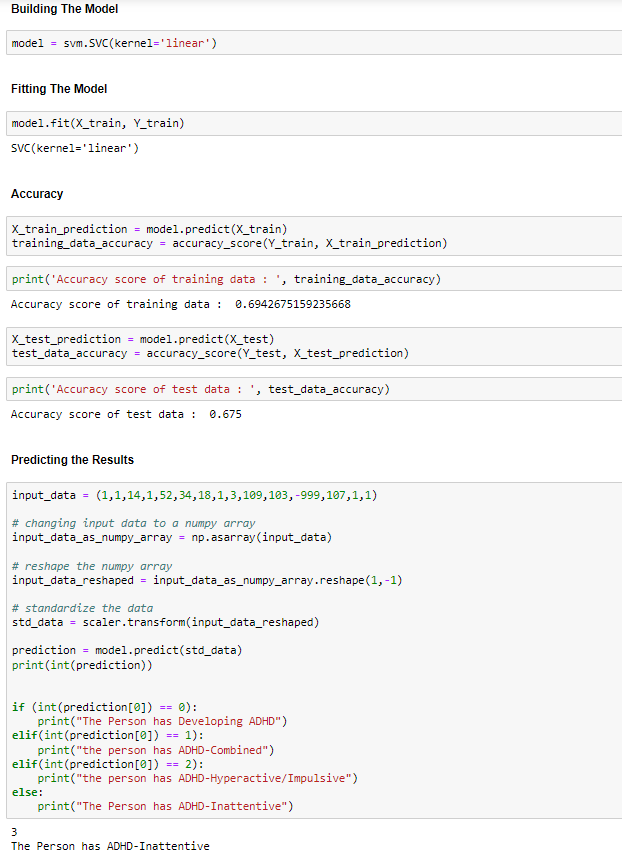 Building The Model
model = svm.SVC(kernel='linear')
Fitting The Model
model.fit(X_train, Y_train)
SVC(kernel='linear')
Accuracy
X_train_prediction = model.predict(X_train)
training_data_accuracy = accuracy_score(Y_train, X_train_prediction)
print('Accuracy score of training data : ', training_data_accuracy)
Accuracy score of training data :  0.6942675159235668
X_test_prediction = model.predict(X_test)
test_data_accuracy = accuracy_score(Y_test, X_test_prediction)
print('Accuracy score of test data : ', test_data_accuracy)
Accuracy score of test data :  0.675
Predicting the Results
input_data = (1,1,14,1,52,34,18,1,3,109,103,-999,107,1,1)
# changing input data to a numpy array
input_data_as_numpy_array = np.asarray(input_data)
# reshape the numpy array
input_data_reshaped = input_data_as_numpy_array.reshape(1,-1)
# standardize the data
std_data = scaler.transform(input_data_reshaped)
prediction = model.predict(std_data)
print(int(prediction))
if (int(prediction[0]) == 0):
    print("The Person has Developing ADHD")
elif(int(prediction[0]) == 1):
    print("the person has ADHD-Combined")
elif(int(prediction[0]) == 2):
    print("the person has ADHD-Hyperactive/Impulsive")
else:
    print("The Person has ADHD-Inattentive")
3
The Person has ADHD-Inattentive